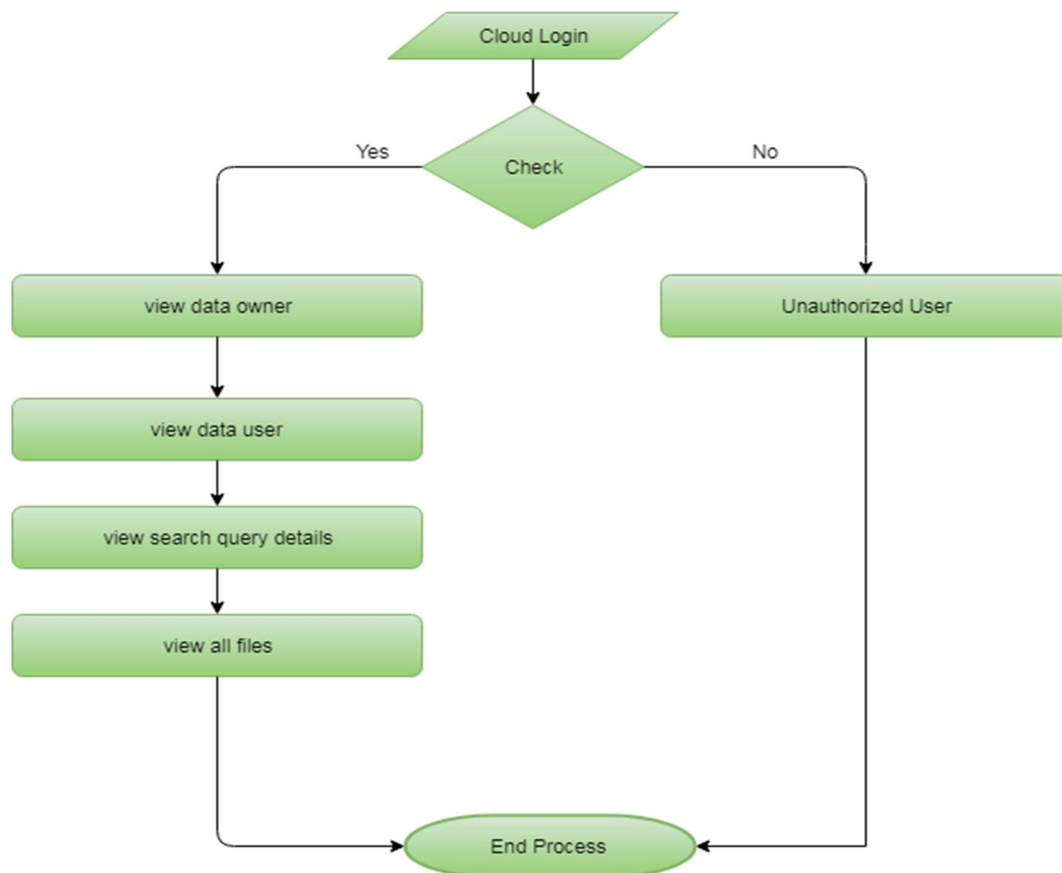 Cloud Login
Check
Yes
No
view data owner
Unauthorized User
view data user
view search query details
view all files
End Process